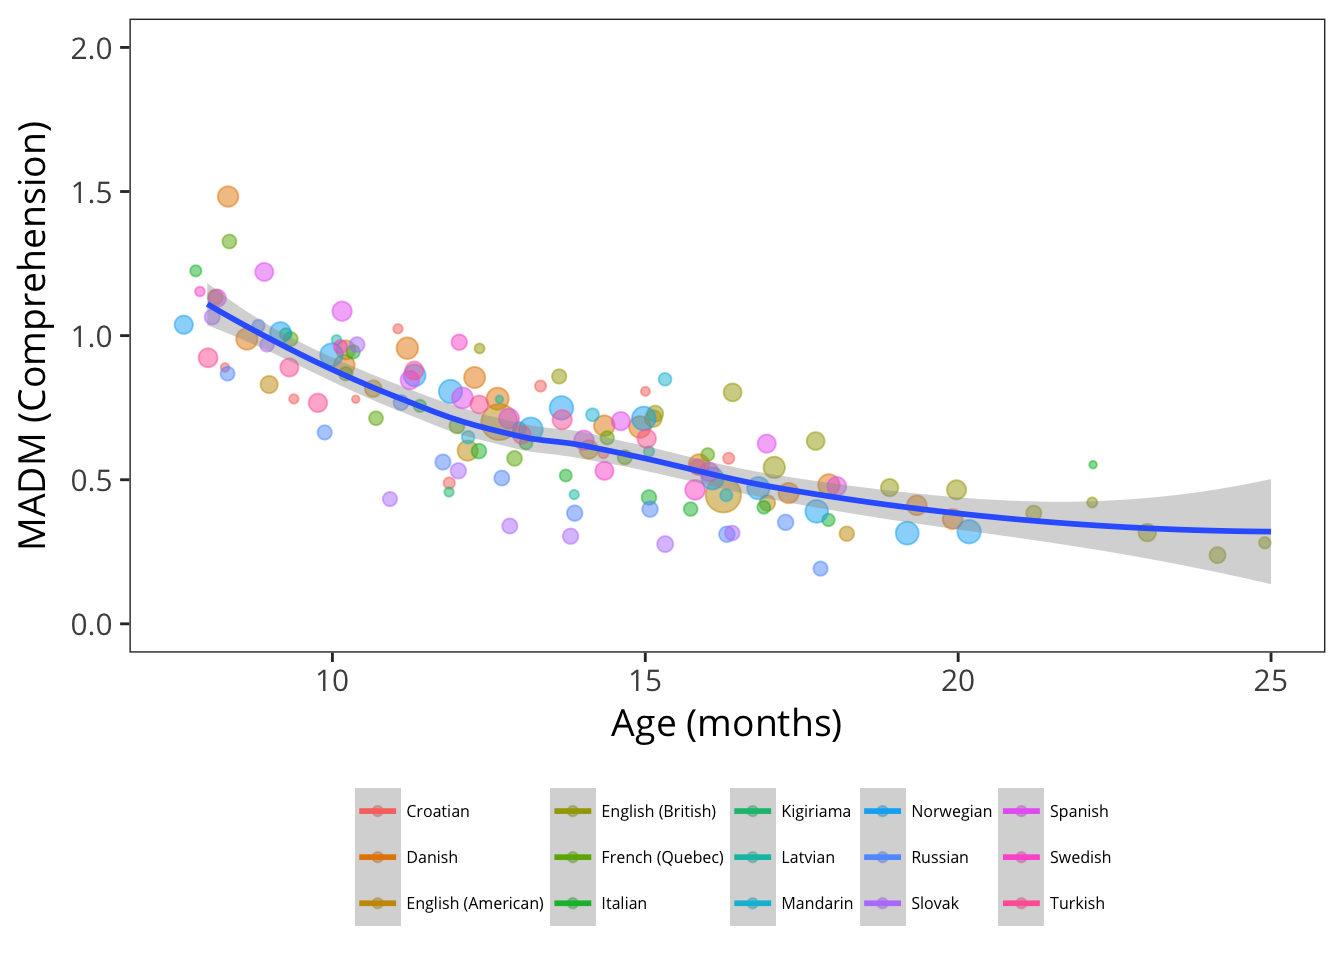 MADM (Comprehension)
2.0
1.5
1.0
0.5
0.0
10 15 20 25
Age (months)
Croatian English (British) Kigiriama Norwegian Spanish
Danish French (Quebec) Latvian Russian Swedish
English (American) Italian Mandarin Slovak Turkish